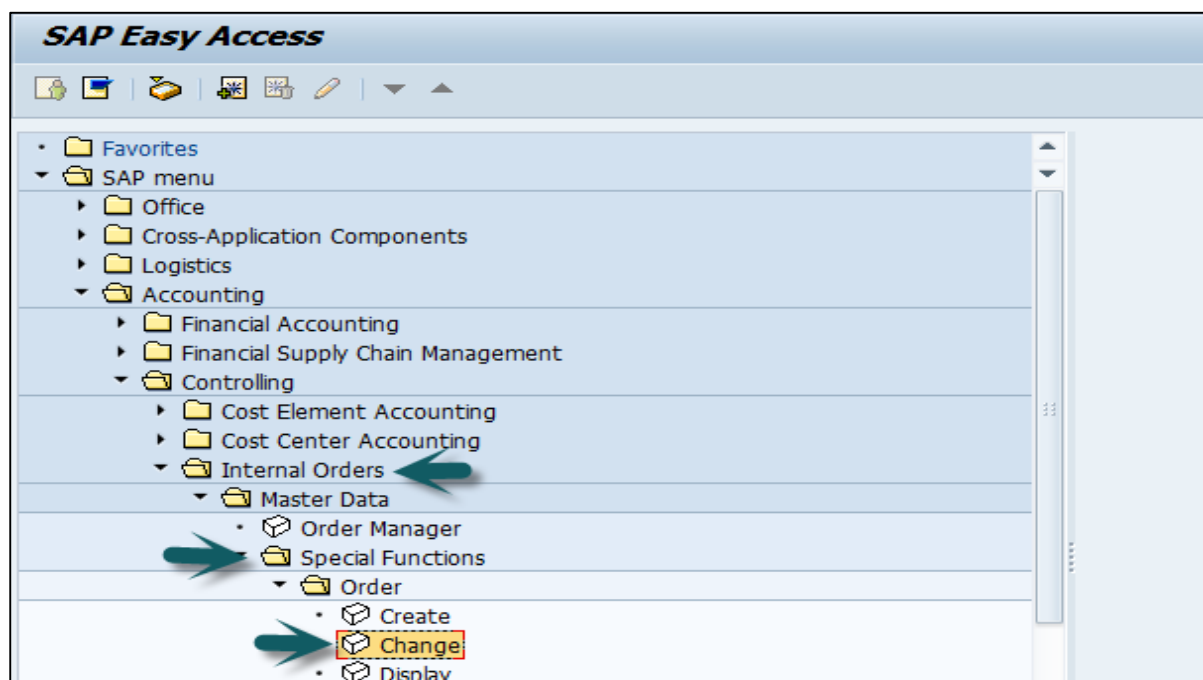 SAP Easy Access
Favorites
SAP menu
Office
Cross-Application Components
Logistics
Accounting
Financial Accounting
Financial Supply Chain Management
Controlling
Cost Element Accounting
Cost Center Accounting
Internal Orders
Master Data
Order Manager
Special Functions
Order
Create
Change
Display